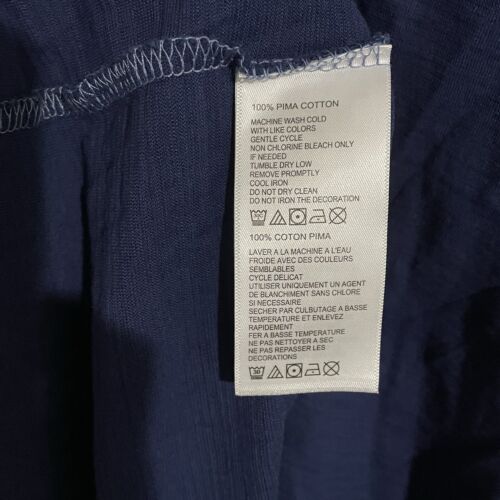 100% PIMA COTTON
MACHINE WASH COLD
WITH LIKE COLORS
GENTLE CYCLE
NON CHLORINE BLEACH ONLY
IF NEEDED
TUMBLE DRY LOW
REMOVE PROMPTLY
COOL IRON
DO NOT DRY CLEAN
DO NOT IRON THE DECORATION
100% COTON PIMA
LAVER A LA MACHINE A L'EAU
FROIDE AVEC DES COULEURS
SEMBLABLES
CYCLE DELICAT
UTILISER UNIQUEMENT UN AGENT
DE BLANCHIMENT SANS CHLORE
SI NECESSAIRE
SECHER PAR CULBUTAGE A BASSE
TEMPERATURE ET ENLEVEZ
RAPIDEMENT
FER A BASSE TEMPERATURE
NE PAS NETTOYER A SEC
NE PAS REPASSER LES
DECORATIONS
30